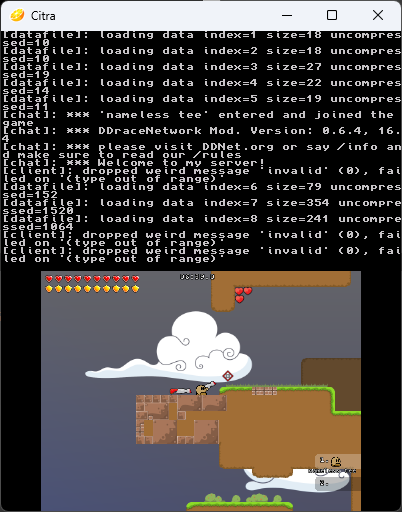 Citra
[datafile]: loading data index=1 size=18 uncompres
sed=10
[datafile]: loading data index=2 size=18 uncompres
sed=10
[datafile]: loading data index=3 size=27 uncompres
sed=19
[datafile]: loading data index=4 size=22 uncompres
sed=14
[datafile]: loading data index=5 size=19 uncompres
sed=11
[chat]: *** 'nameless tee' entered and joined the
game
[chat]: *** DDraceNetwork Mod. Version: 0.6.4, 16.
4
[chat]: *** please visit DDNet.org or say /info an
d make sure to read our /rules
[chat]: *** Welcome to my server!
[client]: dropped weird message 'invalid' (0), fai
led on '(type out of range)'
[datafile]: loading data index=6 size=79 uncompres
sed=152
[datafile]: loading data index=7 size=354 uncompre
ssed=1520
[datafile]: loading data index=8 size=241 uncompre
ssed=1064
[client]: dropped weird message 'invalid' (0), fai
led on '(type out of range)'
[client]: dropped weird message 'invalid' (0), fai
led on '(type out of range)'